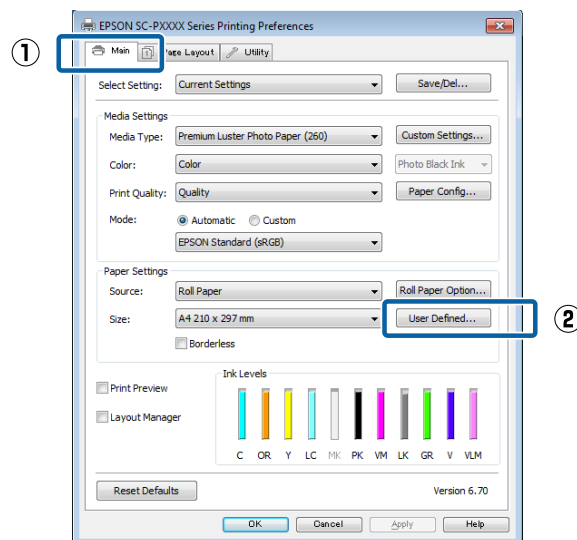 EPSON SC-PXXXX Series Printing Preferences
①
Main Page Layout Utility
Select Setting: Current Settings Save/Del...
Media Settings
Media Type: Premium Luster Photo Paper (260) Custom Settings...
Color: Color Photo Black Ink
Print Quality: Quality Paper Config...
Mode: Automatic Custom
EPSON Standard (sRGB)
Paper Settings
Source: Roll Paper Roll Paper Option...
Size: A4 210 x 297 mm User Defined...
②
Borderless
Ink Levels
Print Preview
Layout Manager
C OR Y LC MK PK VM LK GR V VLM
Reset Defaults Version 6.70
OK Cancel Apply Help